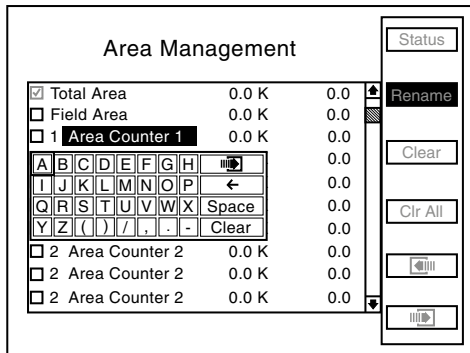 Area Management
Total Area 0.0 K 0.0
Field Area 0.0 K 0.0
1 Area Counter 1 0.0 K 0.0
A B C D E F G H 0.0
I J K L M N O P ← 0.0
Q R S T U V W X Space 0.0
Y Z ( ) / , . - Clear 0.0
2 Area Counter 2 0.0 K 0.0
2 Area Counter 2 0.0 K 0.0
2 Area Counter 2 0.0 K 0.0
Status
Rename
Clear
Clr All